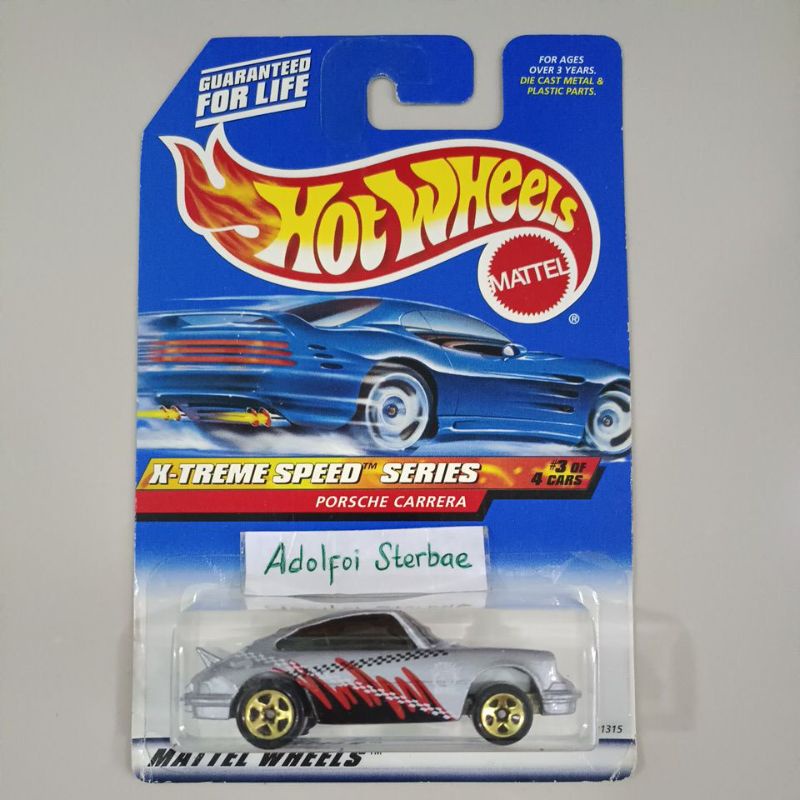 GUARANTEED
FOR LIFE
FOR AGES
OVER 3 YEARS.
DIE CAST METAL &
PLASTIC PARTS.
HOT WHEELS
MATTEL
®
X-TREME SPEED™ SERIES
#3 OF
4 CARS
PORSCHE CARRERA
Adolfoi Sterbae
1315
MATTEL WHEELS™